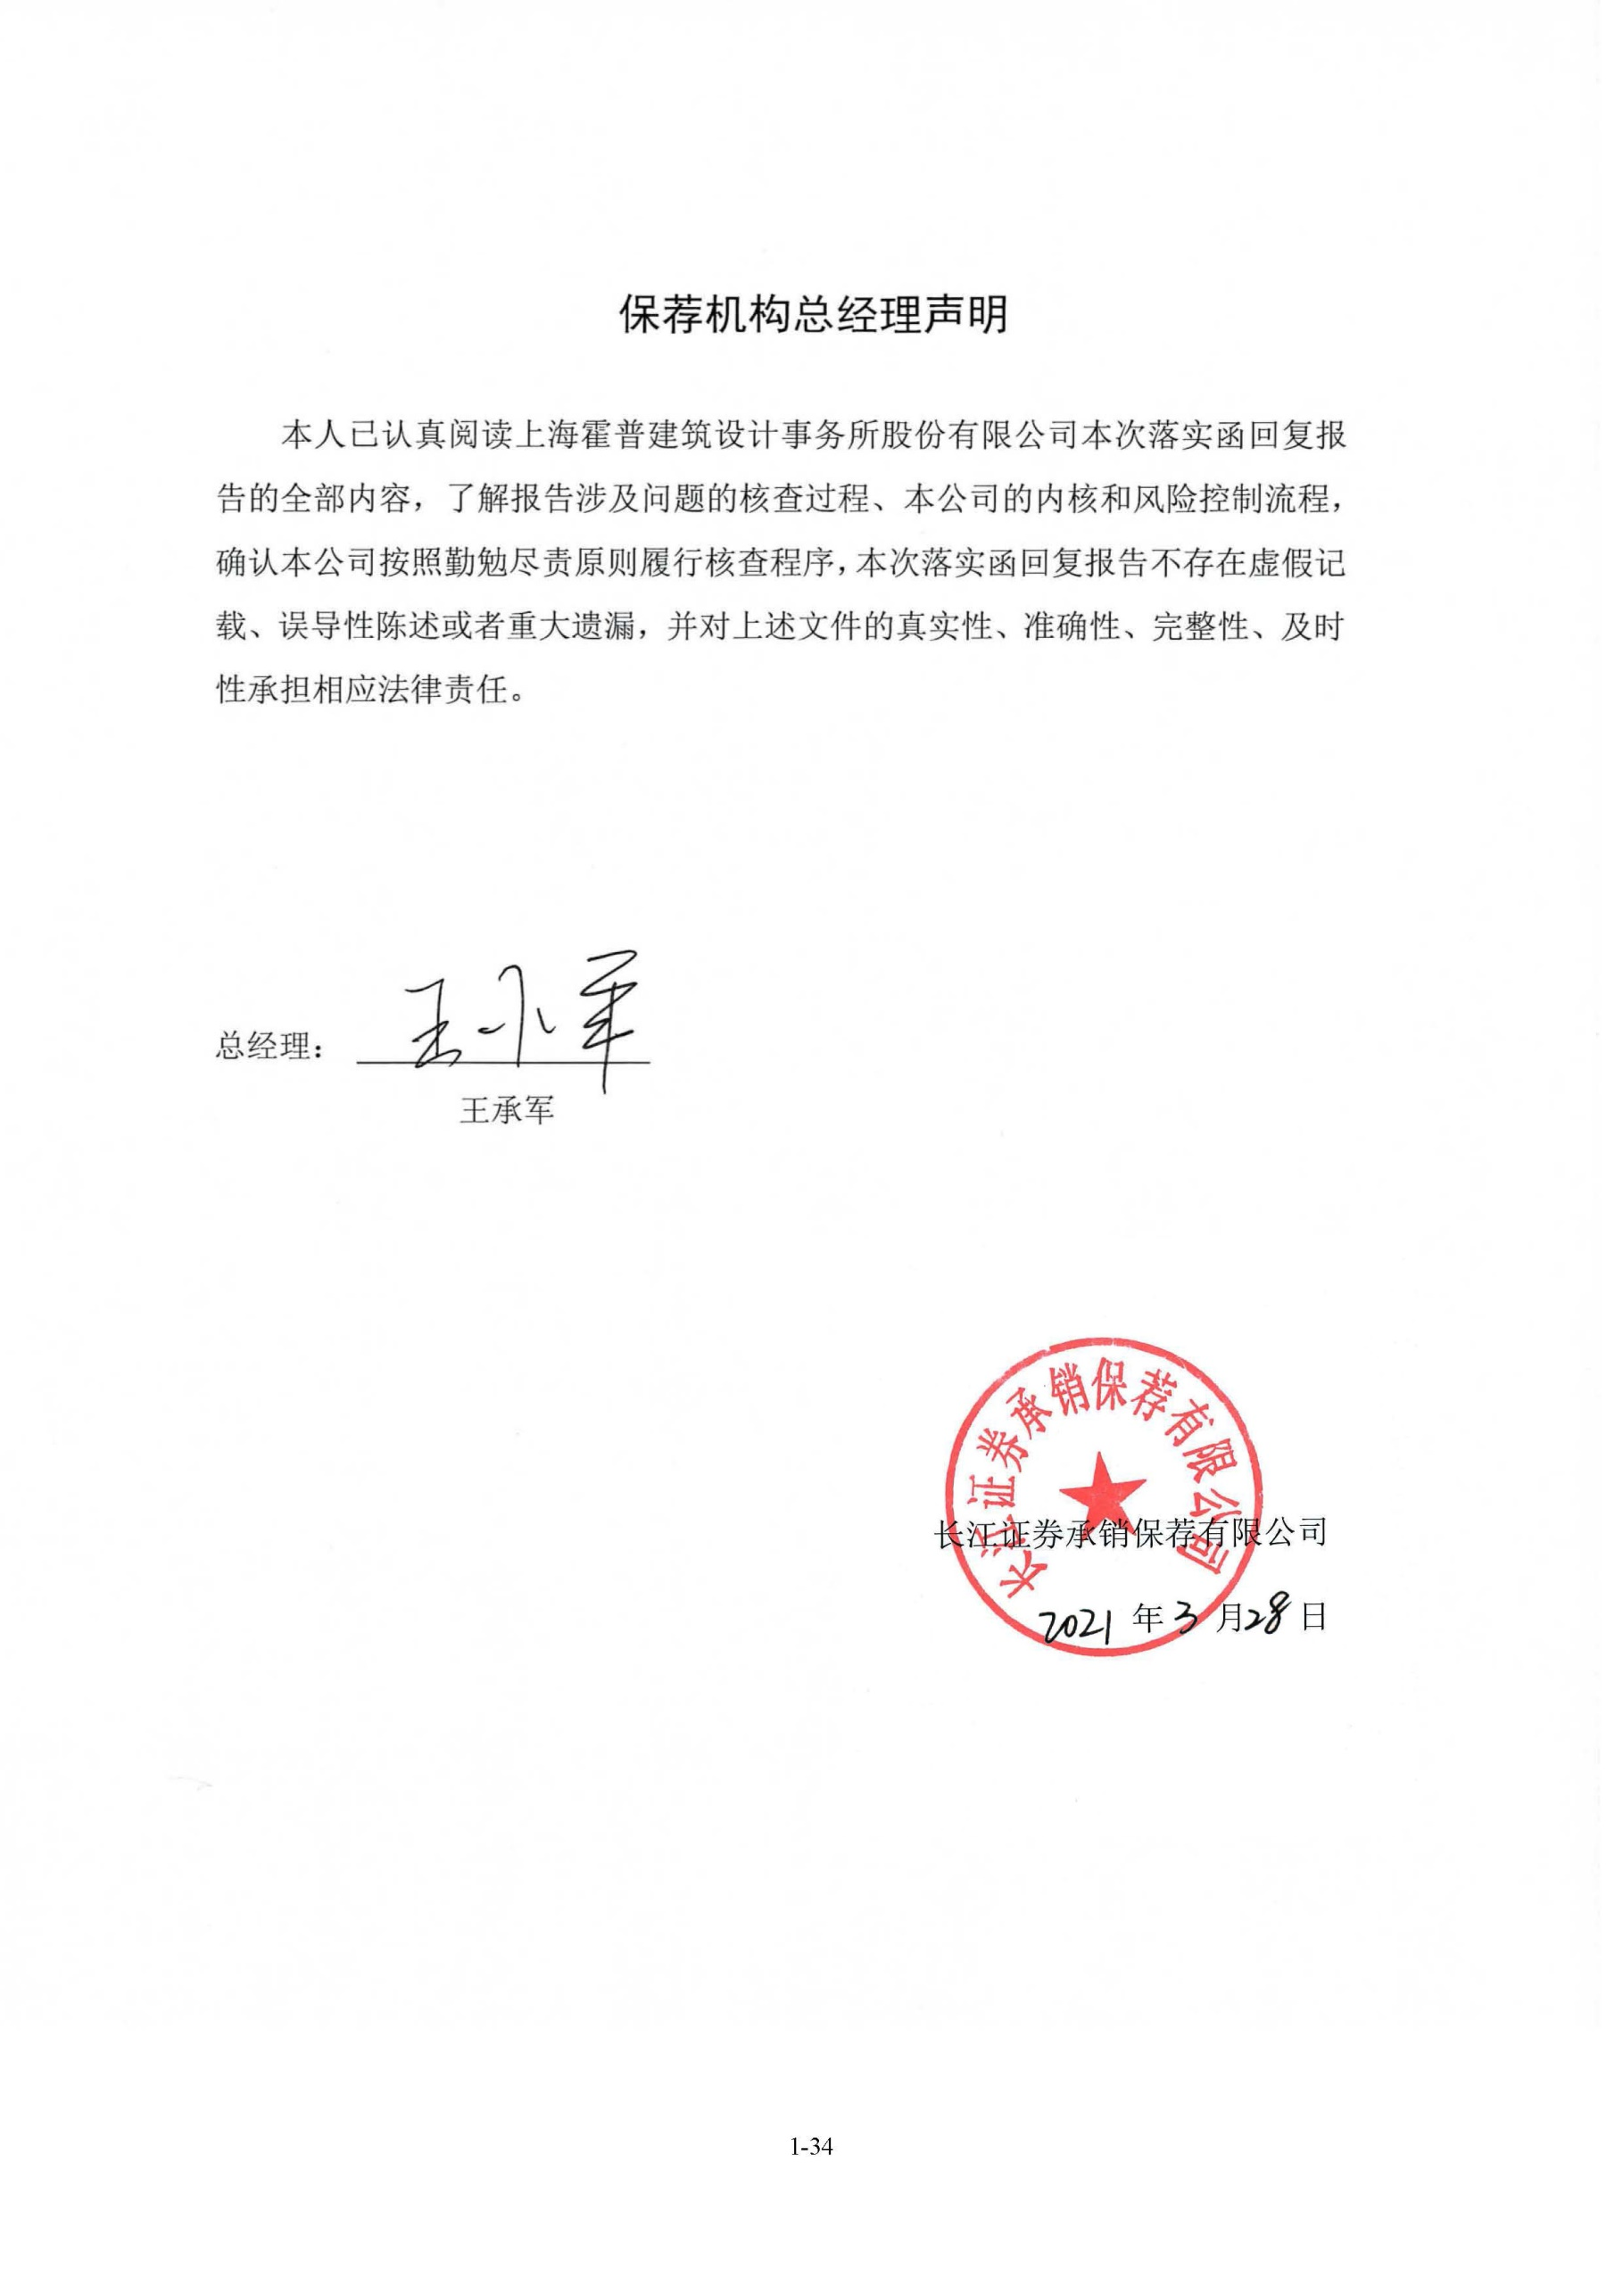 保荐机构总经理声明
本人已认真阅读上海霍普建筑设计事务所股份有限公司本次落实函回复报
告的全部内容，了解报告涉及问题的核查过程、本公司的内核和风险控制流程，
确认本公司按照勤勉尽责原则履行核查程序，本次落实函回复报告不存在虚假记
载、误导性陈述或者重大遗漏，并对上述文件的真实性、准确性、完整性、及时
性承担相应法律责任。
王承军
总经理：
王承军
长江证券承销保荐有限公司
长江证券承销保荐有限公司
2021 年 3 月 28 日
1-34